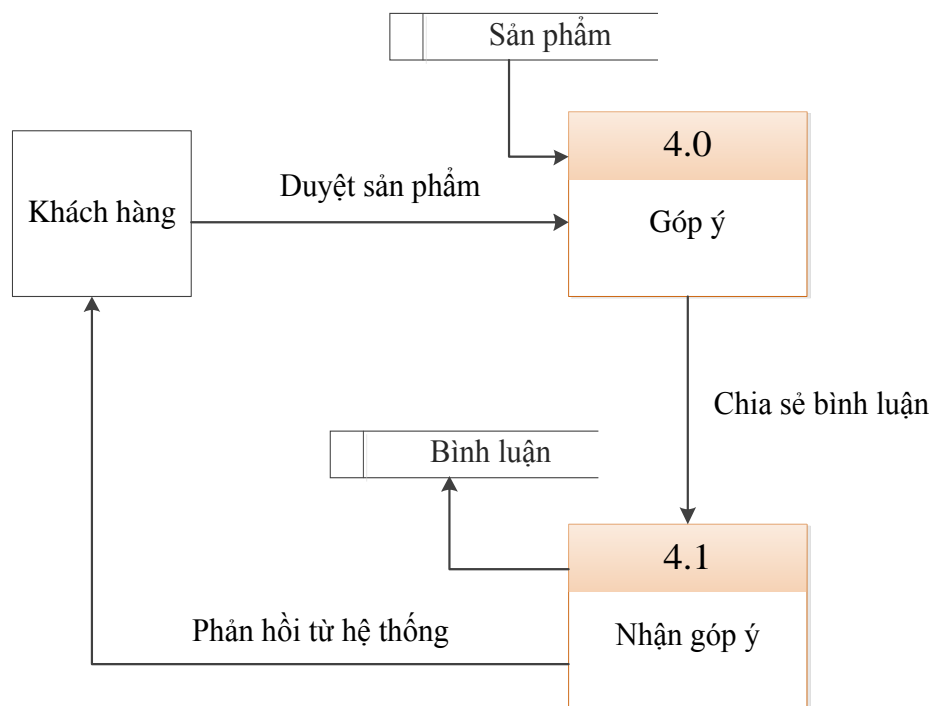 Sản phẩm
4.0
Duyệt sản phẩm
Khách hàng
Góp ý
Chia sẻ bình luận
Bình luận
4.1
Phản hồi từ hệ thống
Nhận góp ý